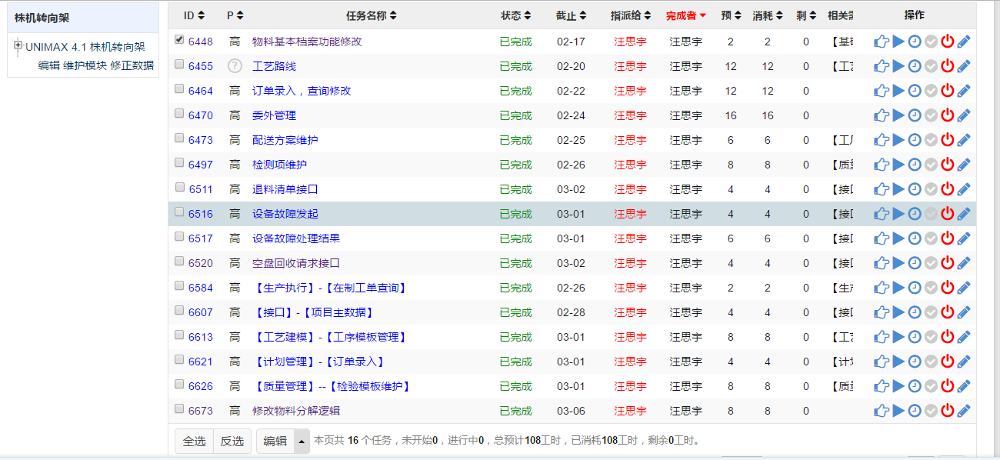 株机转向架
UNIMAX 4.1 株机转向架
编辑 维护模块 修正数据
ID P 任务名称 状态 截止 指派给 完成者 预 消耗 剩 相关 操作
6448 高 物料基本档案功能修改 已完成 02-17 汪思宇 汪思宇 2 2 0 【基
6455 ? 工艺路线 已完成 02-20 汪思宇 汪思宇 12 12 0 【工
6464 高 订单录入，查询修改 已完成 02-22 汪思宇 汪思宇 12 12 0
6470 高 委外管理 已完成 02-24 汪思宇 汪思宇 16 16 0
6473 高 配送方案维护 已完成 02-25 汪思宇 汪思宇 6 6 0 【工
6497 高 检测项维护 已完成 02-26 汪思宇 汪思宇 8 8 0 【质
6511 高 退料清单接口 已完成 03-02 汪思宇 汪思宇 4 4 0 【接
6516 高 设备故障发起 已完成 03-01 汪思宇 汪思宇 4 4 0 【接
6517 高 设备故障处理结果 已完成 03-01 汪思宇 汪思宇 6 6 0 【接
6520 高 空盘回收请求接口 已完成 03-02 汪思宇 汪思宇 4 4 0 【接
6584 高 【生产执行】-【在制工单查询】 已完成 02-26 汪思宇 汪思宇 2 2 0 【生
6607 高 【接口】-【项目主数据】 已完成 02-28 汪思宇 汪思宇 4 4 0 【接
6613 高 【工艺建模】-【工序模板管理】 已完成 03-01 汪思宇 汪思宇 8 8 0 【工
6621 高 【计划管理】-【订单录入】 已完成 03-01 汪思宇 汪思宇 4 4 0 【计
6626 高 【质量管理】--【检验模板维护】 已完成 03-01 汪思宇 汪思宇 8 8 0 【质
6673 高 修改物料分解逻辑 已完成 03-06 汪思宇 汪思宇 8 8 0
全选 反选 编辑 本页共 16 个任务，未开始0，进行中0，总预计108工时，已消耗108工时，剩余0工时。